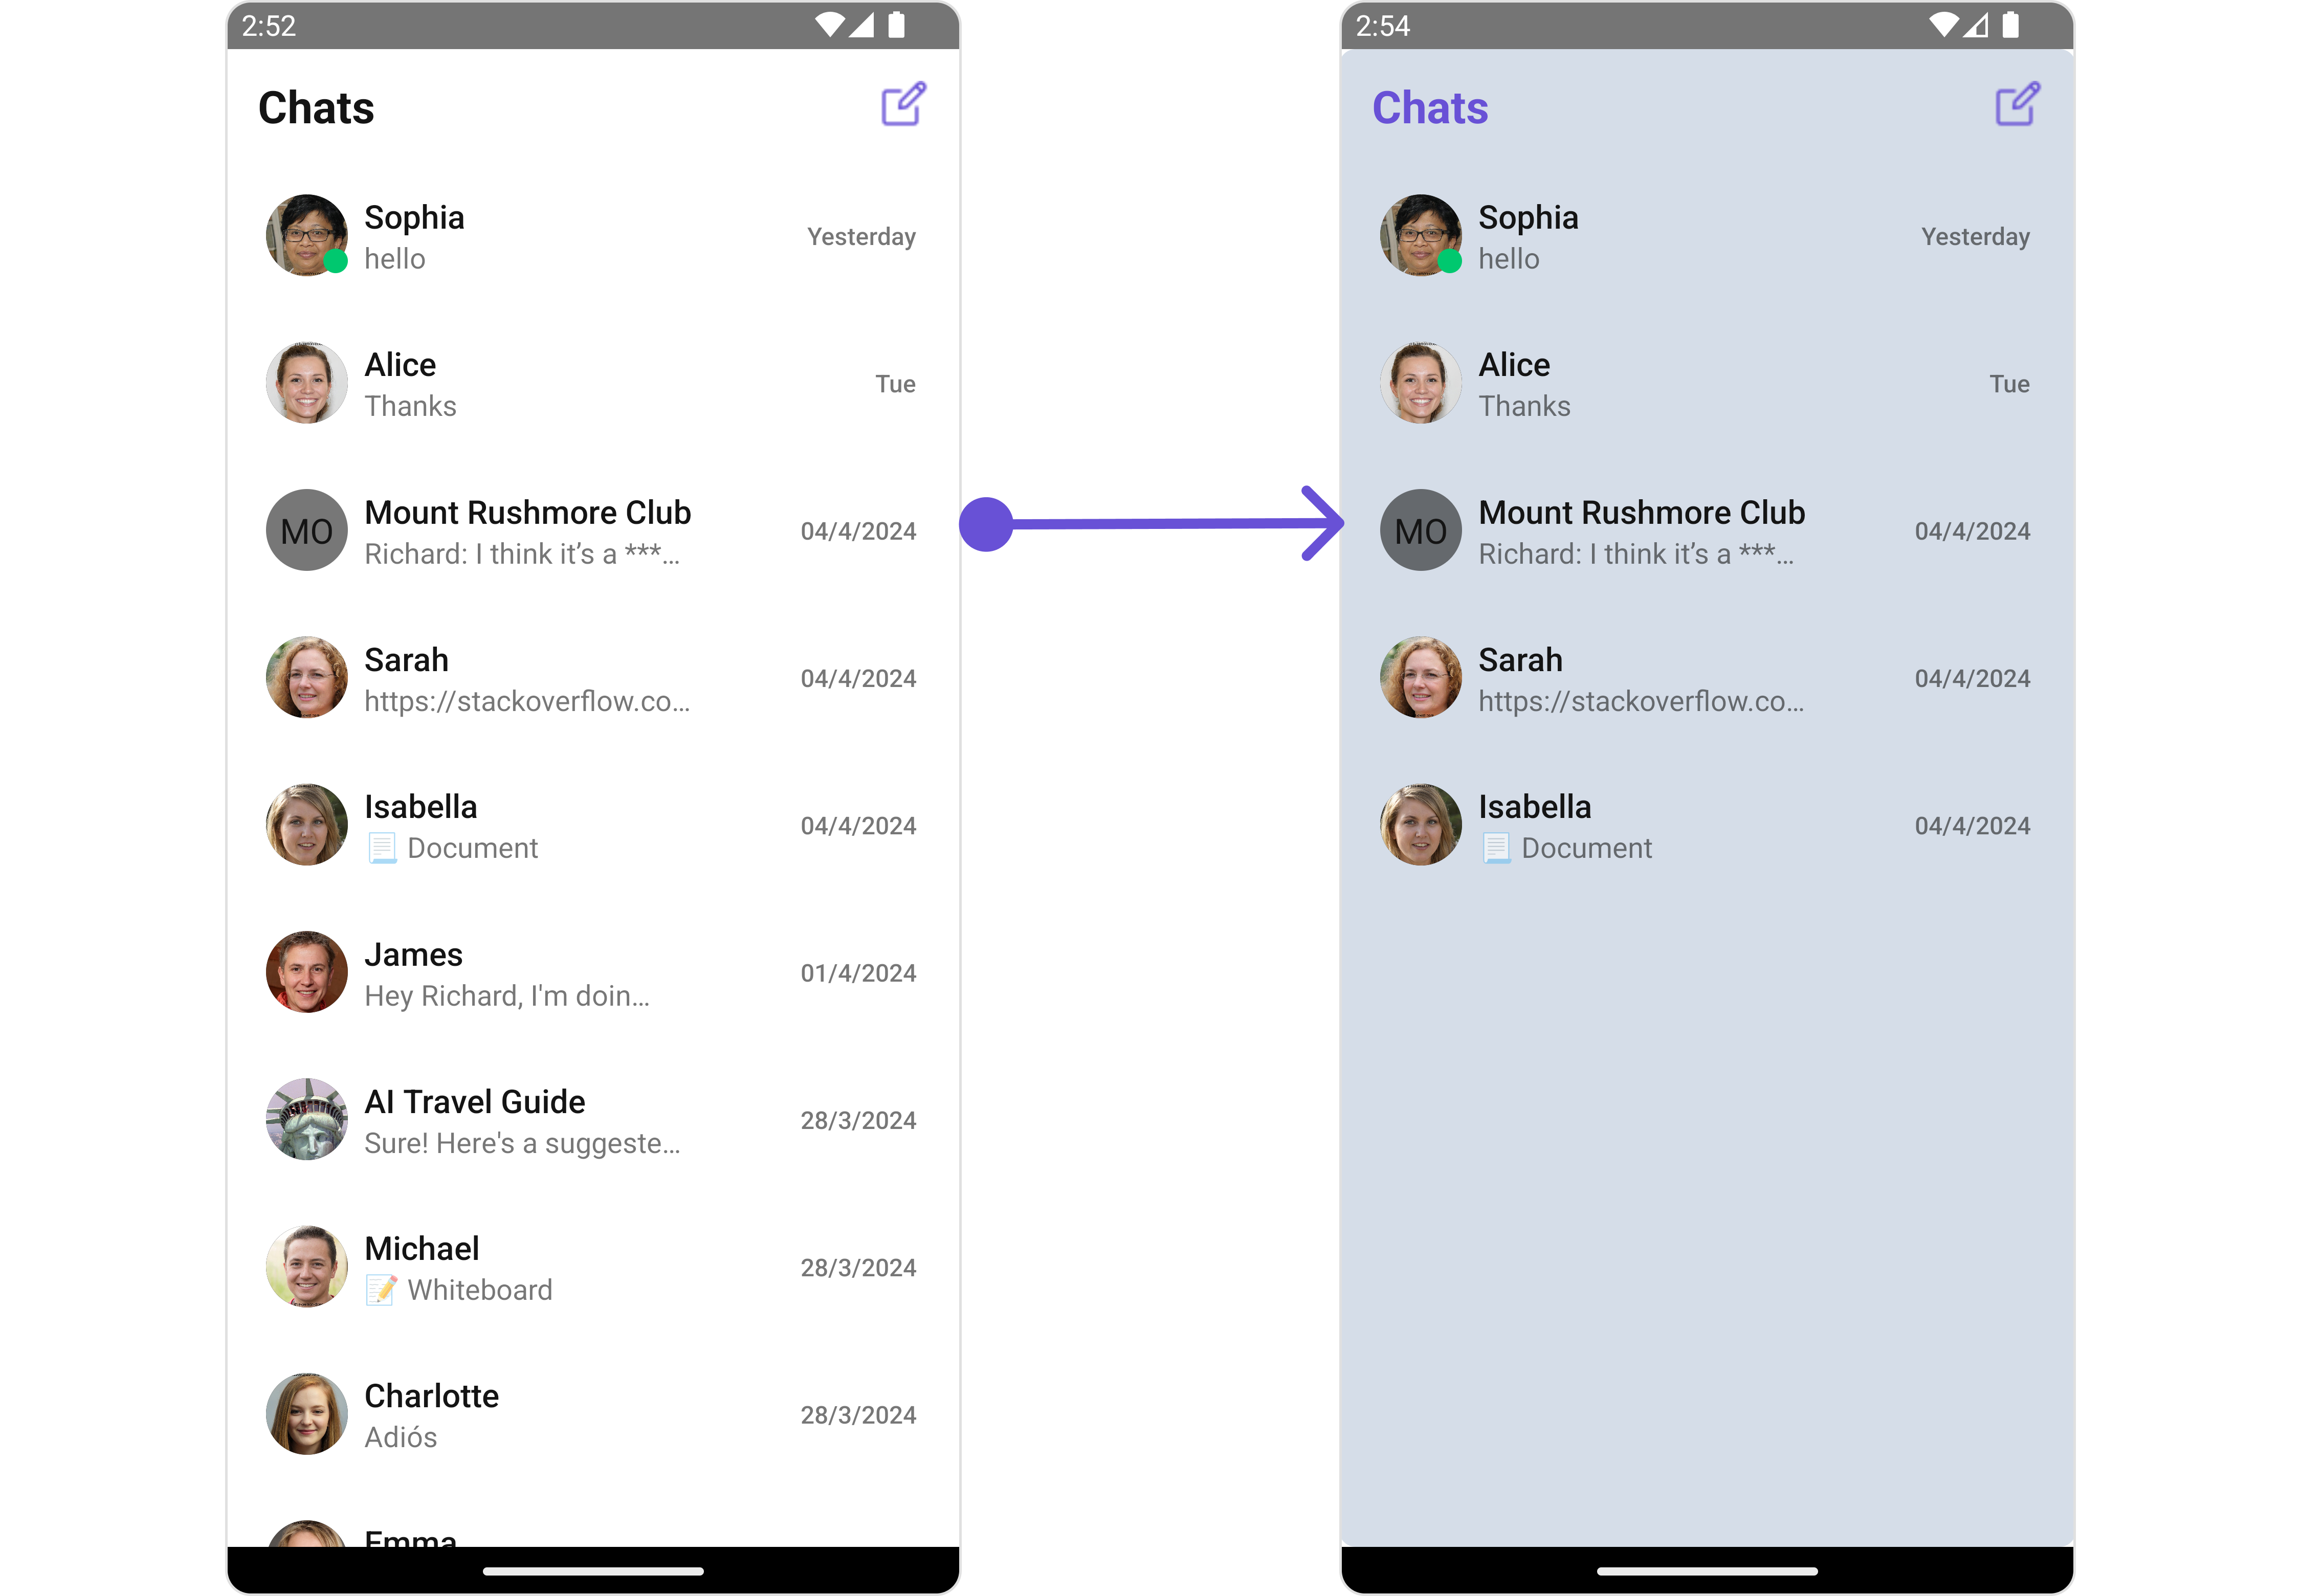 2:52
Chats
Sophia
hello
Yesterday
Alice
Thanks
Tue
MO
Mount Rushmore Club
Richard: I think it’s a ***...
04/4/2024
Sarah
https://stackoverflow.co...
04/4/2024
Isabella
Document
04/4/2024
James
Hey Richard, I'm doin...
01/4/2024
AI Travel Guide
Sure! Here's a suggeste...
28/3/2024
Michael
Whiteboard
28/3/2024
Charlotte
Adiós
28/3/2024
Emma
2:54
Chats
Sophia
hello
Yesterday
Alice
Thanks
Tue
MO
Mount Rushmore Club
Richard: I think it’s a ***...
04/4/2024
Sarah
https://stackoverflow.co...
04/4/2024
Isabella
Document
04/4/2024